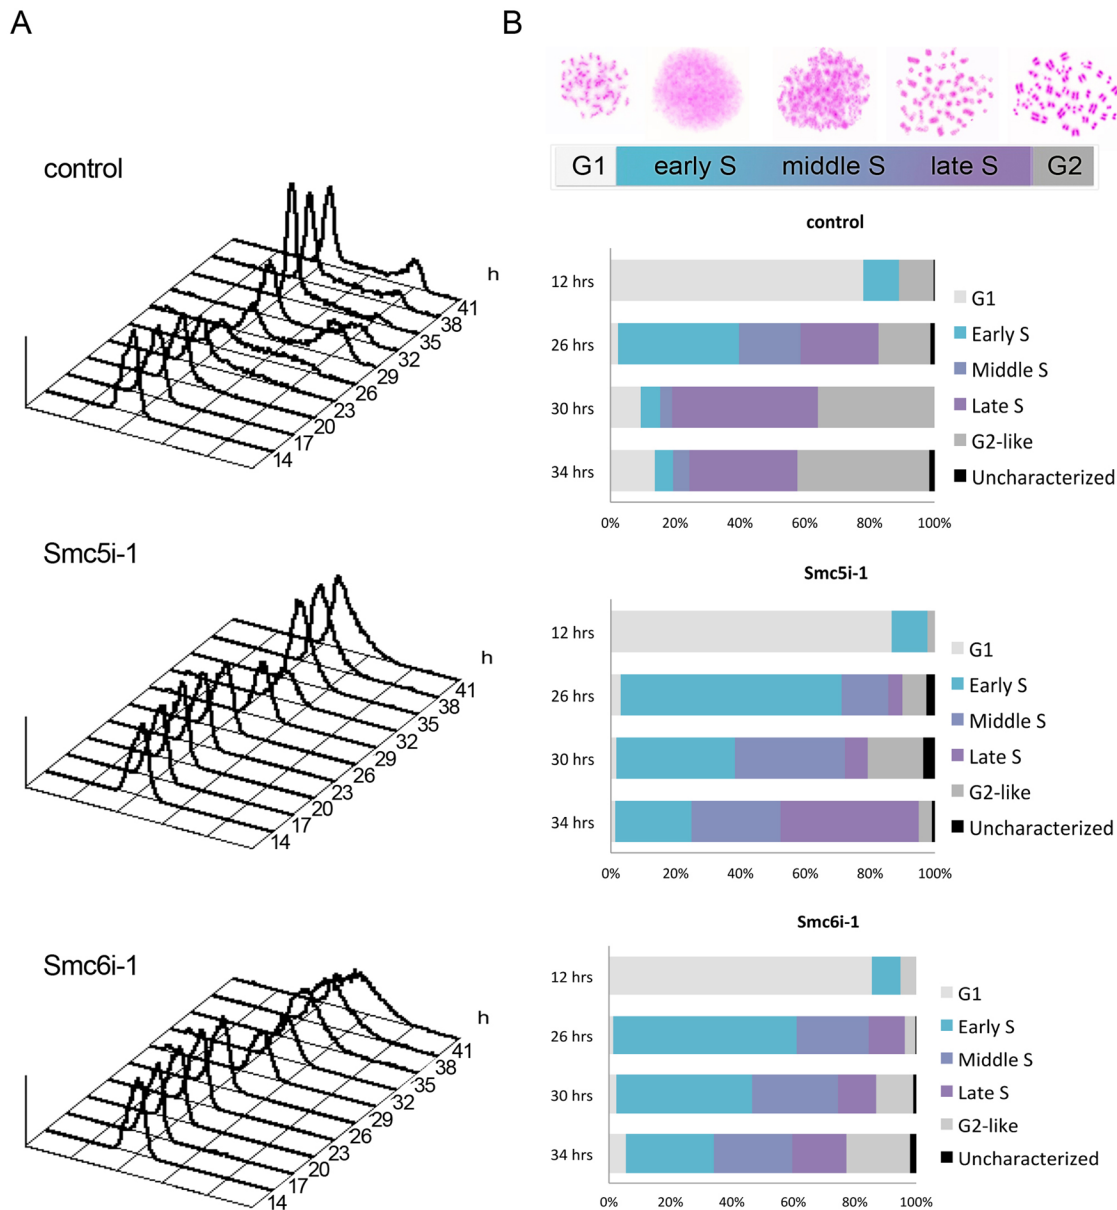 A
B
G1 early S middle S late S G2
control
h
41
38
35
32
29
26
23
20
17
14
Smc5i-1
h
41
38
35
32
29
26
23
20
17
14
Smc6i-1
h
41
38
35
32
29
26
23
20
17
14
control
12 hrs
26 hrs
30 hrs
34 hrs
0% 20% 40% 60% 80% 100%
G1
Early S
Middle S
Late S
G2-like
Uncharacterized
Smc5i-1
12 hrs
26 hrs
30 hrs
34 hrs
0% 20% 40% 60% 80% 100%
G1
Early S
Middle S
Late S
G2-like
Uncharacterized
Smc6i-1
12 hrs
26 hrs
30 hrs
34 hrs
0% 20% 40% 60% 80% 100%
G1
Early S
Middle S
Late S
G2-like
Uncharacterized